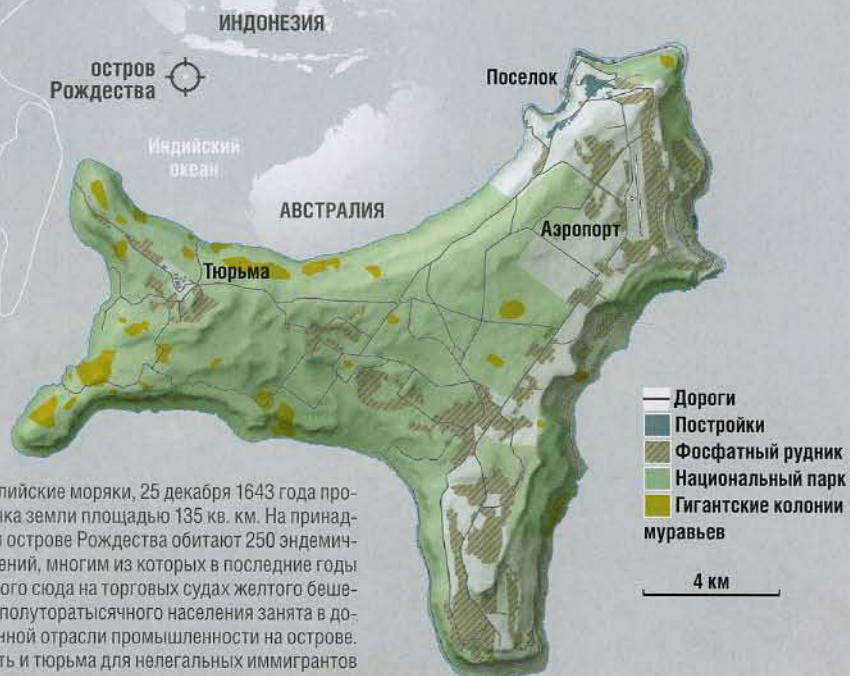 ИНДОНЕЗИЯ
остров
Рождества
Поселок
Индийский
океан
АВСТРАЛИЯ
Аэропорт
Тюрьма
Дороги
Постройки
Фосфатный рудник
Национальный парк
Гигантские колонии
муравьев
4 км
лийские моряки, 25 декабря 1643 года про-
чка земли площадью 135 кв. км. На принад-
острове Рождества обитают 250 эндемич-
ений, многим из которых в последние годы
ого сюда на торговых судах желтого беше-
полуторатысячного населения занята в до-
нной отрасли промышленности на острове.
ть и тюрьма для нелегальных иммигрантов